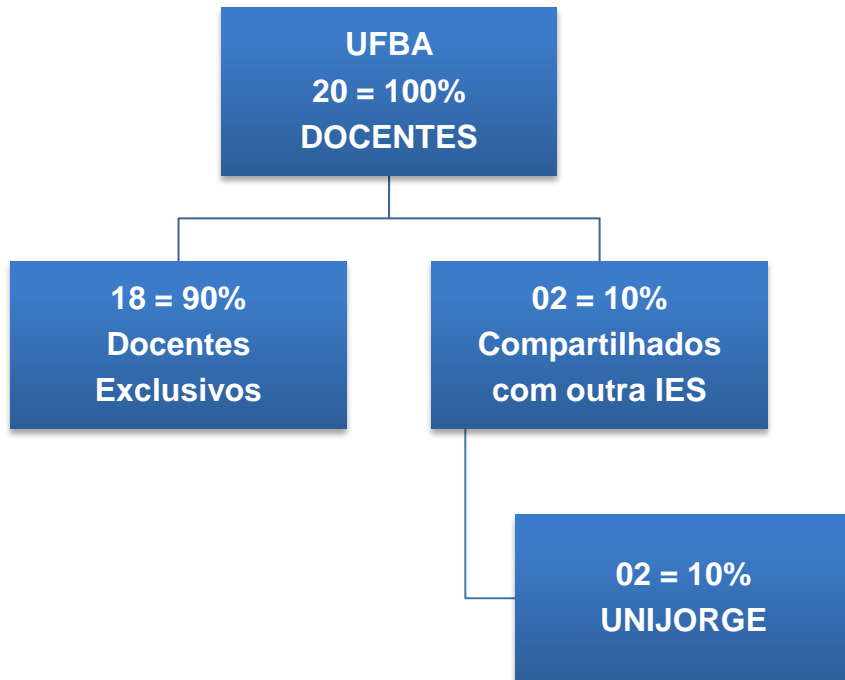 UFBA
20 = 100%
DOCENTES
18 = 90%
Docentes
Exclusivos
02 = 10%
Compartilhados
com outra IES
02 = 10%
UNIJORGE